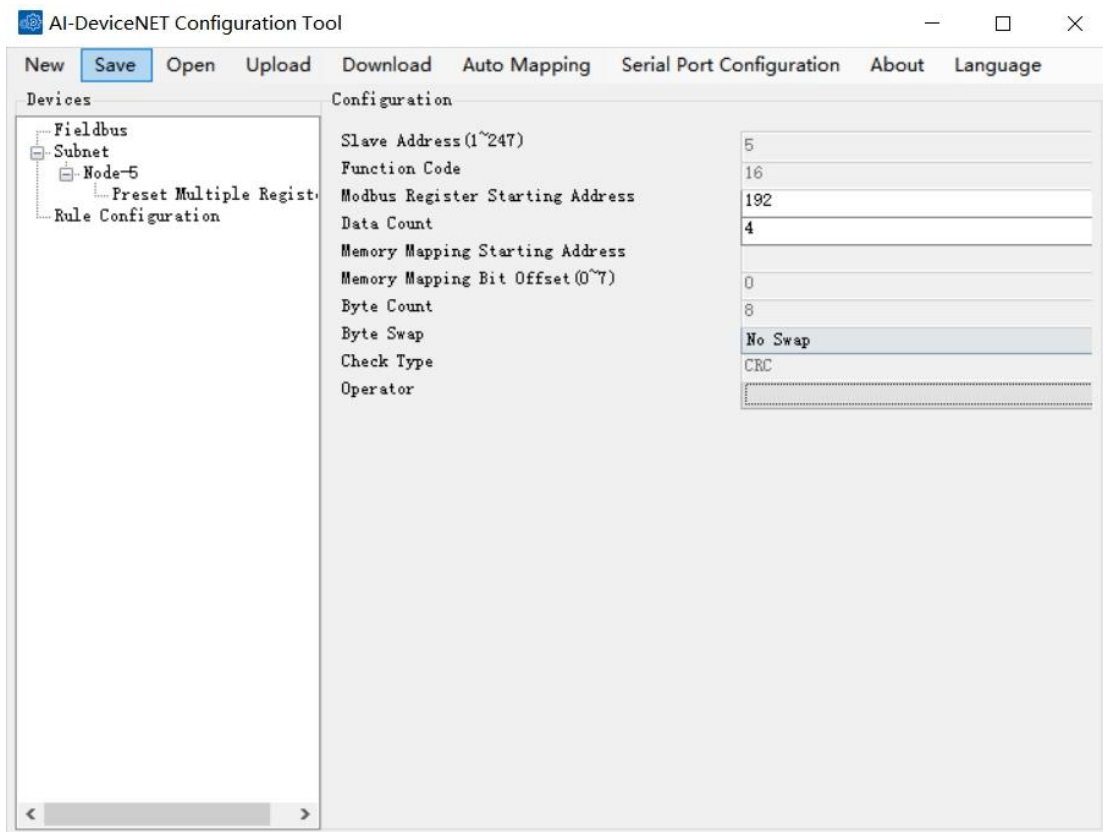 AI-DeviceNET Configuration Tool
New Save Open Upload Download Auto Mapping Serial Port Configuration About Language
Devices
Fieldbus
Subnet
Node-5
Preset Multiple Regist
Rule Configuration
Configuration
Slave Address(1~247) 5
Function Code 16
Modbus Register Starting Address 192
Data Count 4
Memory Mapping Starting Address
Memory Mapping Bit Offset(0~7) 0
Byte Count 8
Byte Swap No Swap
Check Type CRC
Operator